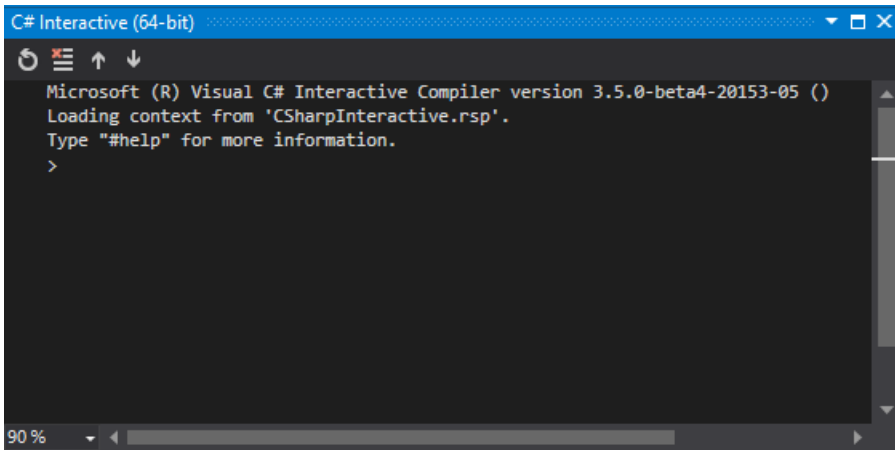 C# Interactive (64-bit)
Microsoft (R) Visual C# Interactive Compiler version 3.5.0-beta4-20153-05 ()
Loading context from 'CSharpInteractive.rsp'.
Type "#help" for more information.
>
90 %